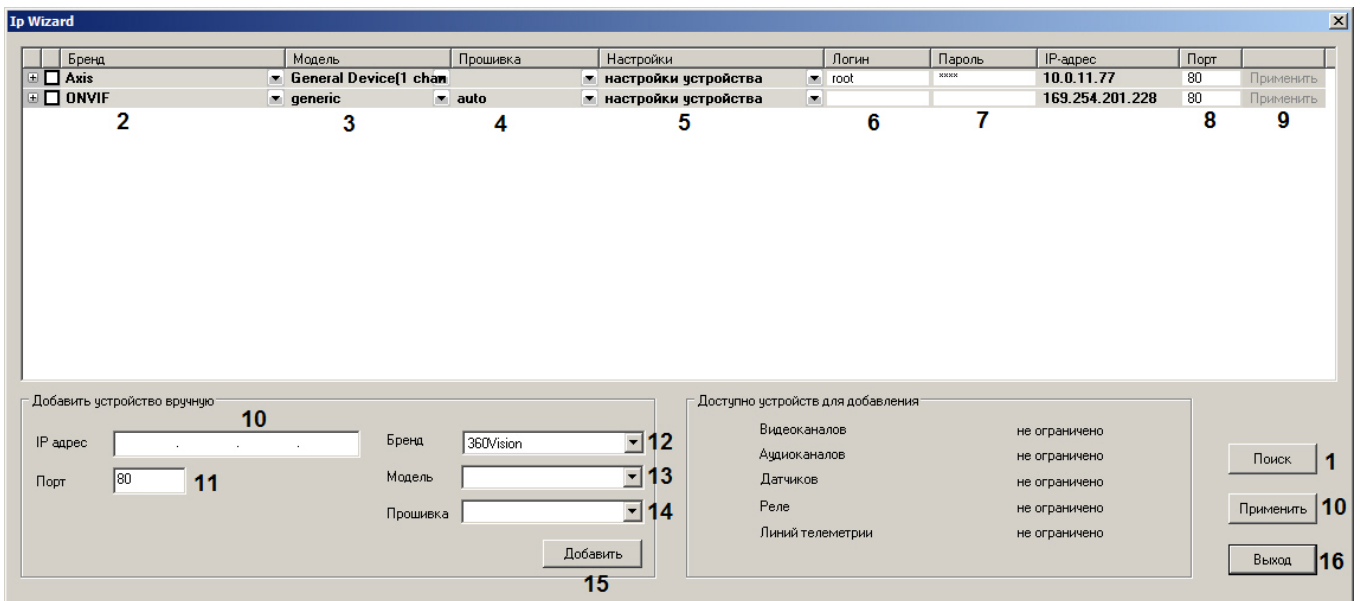 Ip Wizard
Бренд Модель Прошивка Настройки Логин Пароль IP-адрес Порт
Axis General Device(1 chan настройки устройства root **** 10.0.11.77 80 Применить
ONVIF generic auto настройки устройства 169.254.201.228 80 Применить
2 3 4 5 6 7 8 9
Добавить устройство вручную
10
IP адрес . . .
Порт 80 11
Бренд 360Vision 12
Модель 13
Прошивка 14
Добавить
15
Доступно устройств для добавления
Видеоканалов не ограничено
Аудиоканалов не ограничено
Датчиков не ограничено
Реле не ограничено
Линий телеметрии не ограничено
Поиск 1
Применить 10
Выход 16